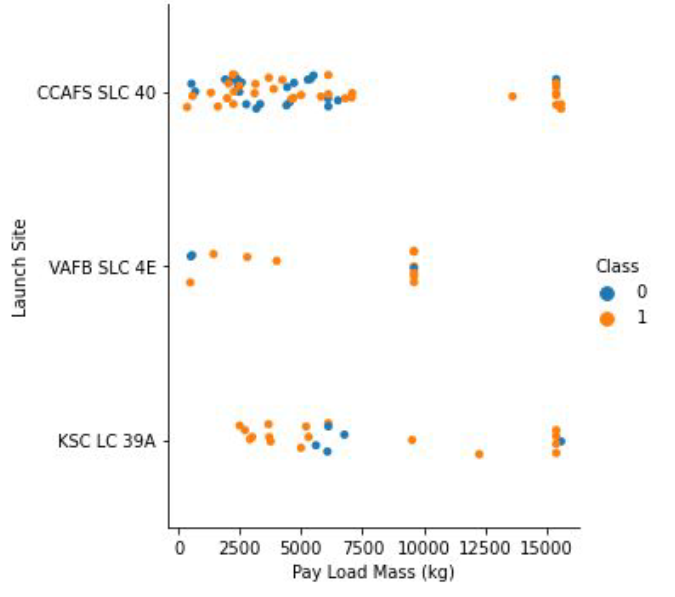 CCAFS SLC 40
VAFB SLC 4E
KSC LC 39A
Launch Site
0 2500 5000 7500 10000 12500 15000
Pay Load Mass (kg)
Class
0
1